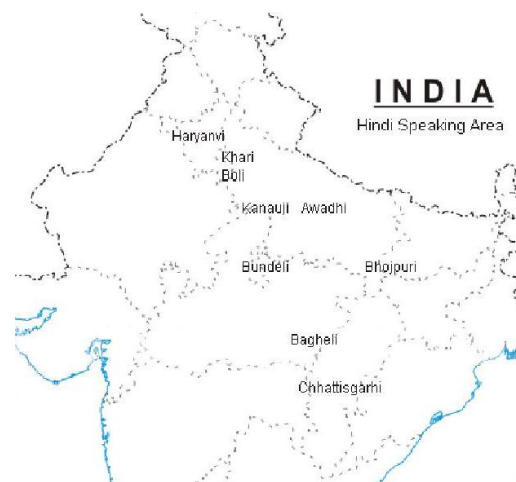 INDIA
Hindi Speaking Area
Haryanvi
Khari
Boli
Kanauji Awadhi
Bundeli Bhojpuri
Bagheli
Chhattisgarhi